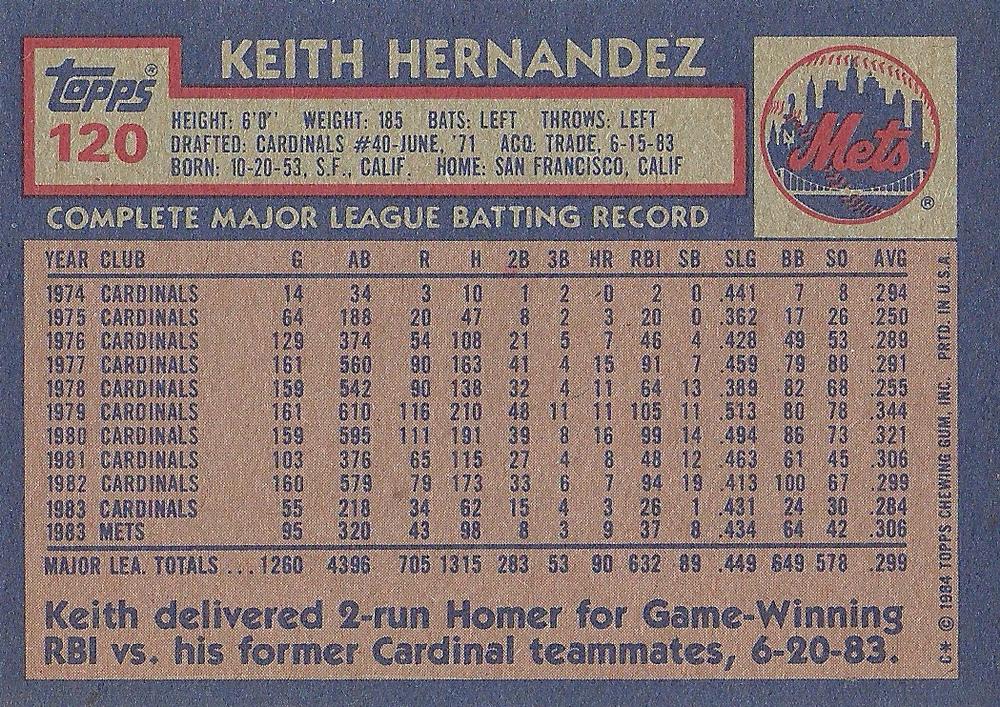 KEITH HERNANDEZ
topps®
120
HEIGHT: 6'0" WEIGHT: 185 BATS: LEFT THROWS: LEFT
DRAFTED: CARDINALS #40-JUNE, '71 ACQ: TRADE, 6-15-83
BORN: 10-20-53, S.F., CALIF. HOME: SAN FRANCISCO, CALIF
Mets
®
COMPLETE MAJOR LEAGUE BATTING RECORD
YEAR CLUB G AB R H 2B 3B HR RBI SB SLG BB SO AVG
1974 CARDINALS 14 34 3 10 1 2 0 2 0 .441 7 8 .294
1975 CARDINALS 64 188 20 47 8 2 3 20 0 .362 17 26 .250
1976 CARDINALS 129 374 54 108 21 5 7 46 4 .428 49 53 .289
1977 CARDINALS 161 560 90 163 41 4 15 91 7 .459 79 88 .291
1978 CARDINALS 159 542 90 138 32 4 11 64 13 .389 82 68 .255
1979 CARDINALS 161 610 116 210 48 11 11 105 11 .513 80 78 .344
1980 CARDINALS 159 595 111 191 39 8 16 99 14 .494 86 73 .321
1981 CARDINALS 103 376 65 115 27 4 8 48 12 .463 61 45 .306
1982 CARDINALS 160 579 79 173 33 6 7 94 19 .413 100 67 .299
1983 CARDINALS 55 218 34 62 15 4 3 26 1 .431 24 30 .284
1983 METS 95 320 43 98 8 3 9 37 8 .434 64 42 .306
MAJOR LEA. TOTALS ... 1260 4396 705 1315 283 53 90 632 89 .449 649 578 .299
Keith delivered 2-run Homer for Game-Winning
RBI vs. his former Cardinal teammates, 6-20-83.
C* © 1984 TOPPS CHEWING GUM, INC. PRTD. IN U.S.A.